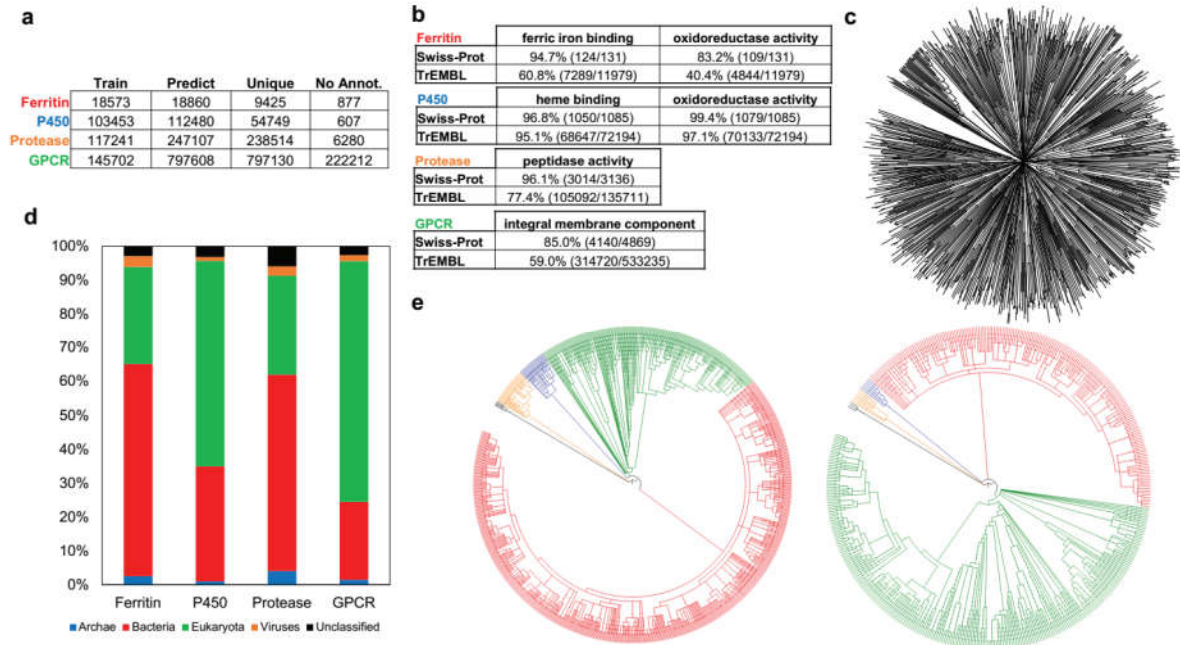 a
Train Predict Unique No Annot.
Ferritin 18573 18860 9425 877
P450 103453 112480 54749 607
Protease 117241 247107 238514 6280
GPCR 145702 797608 797130 222212
b
Ferritin ferric iron binding oxidoreductase activity
Swiss-Prot 94.7% (124/131) 83.2% (109/131)
TrEMBL 60.8% (7289/11979) 40.4% (4844/11979)
P450 heme binding oxidoreductase activity
Swiss-Prot 96.8% (1050/1085) 99.4% (1079/1085)
TrEMBL 95.1% (68647/72194) 97.1% (70133/72194)
Protease peptidase activity
Swiss-Prot 96.1% (3014/3136)
TrEMBL 77.4% (105092/135711)
GPCR integral membrane component
Swiss-Prot 85.0% (4140/4869)
TrEMBL 59.0% (314720/533235)
c
d
100%
90%
80%
70%
60%
50%
40%
30%
20%
10%
0%
Ferritin P450 Protease GPCR
Archae Bacteria Eukaryota Viruses Unclassified
e